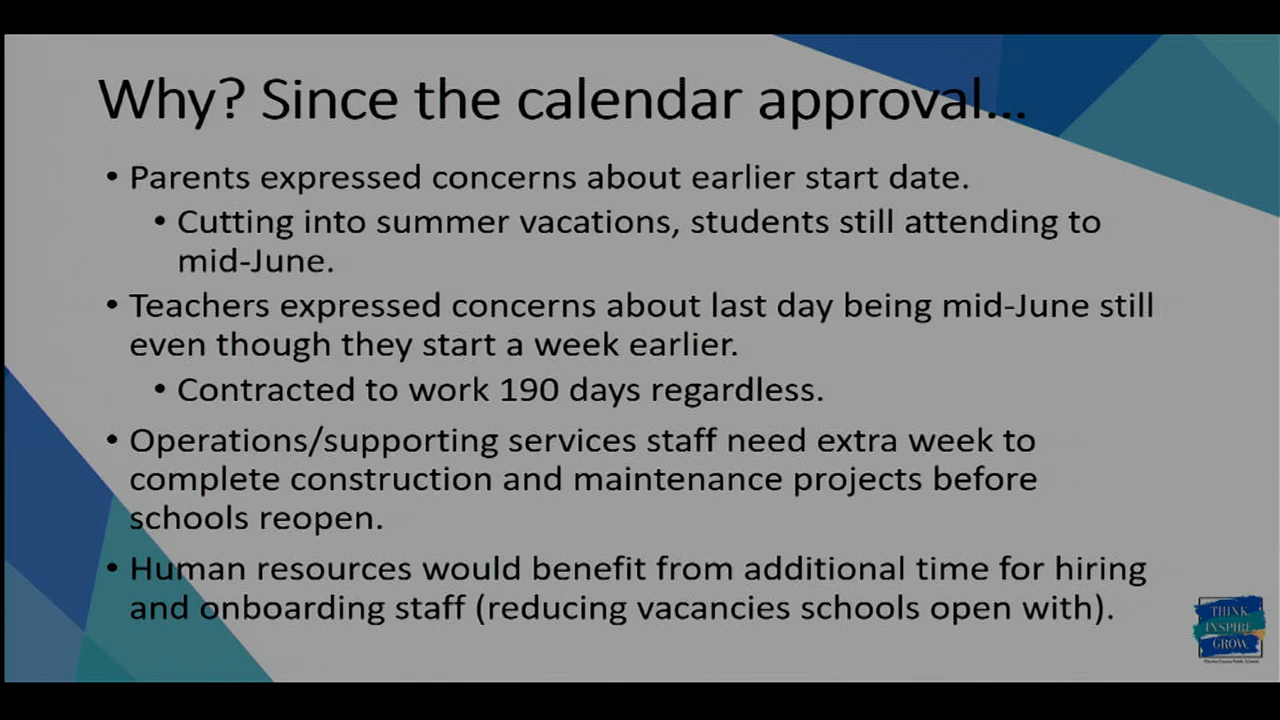 Why? Since the calendar approval...
• Parents expressed concerns about earlier start date.
• Cutting into summer vacations, students still attending to
mid-June.
• Teachers expressed concerns about last day being mid-June still
even though they start a week earlier.
• Contracted to work 190 days regardless.
• Operations/supporting services staff need extra week to
complete construction and maintenance projects before
schools reopen.
• Human resources would benefit from additional time for hiring
and onboarding staff (reducing vacancies schools open with).
THINK
INSPIRE
GROW
Charles County Public Schools